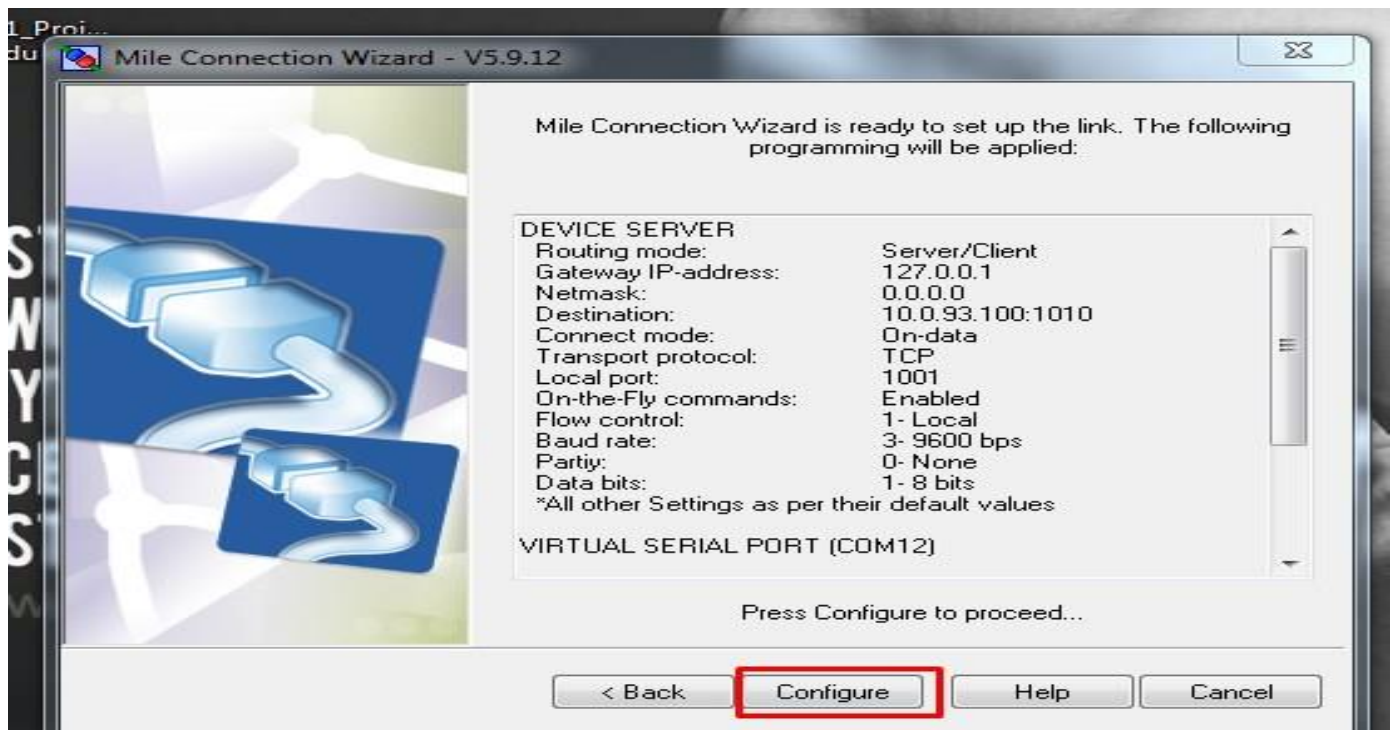 1_Proj...
du
Mile Connection Wizard - V5.9.12
Mile Connection Wizard is ready to set up the link. The following
programming will be applied:
DEVICE SERVER
Routing mode: Server/Client
Gateway IP-address: 127.0.0.1
Netmask: 0.0.0.0
Destination: 10.0.93.100:1010
Connect mode: On-data
Transport protocol: TCP
Local port: 1001
On-the-Fly commands: Enabled
Flow control: 1- Local
Baud rate: 3- 9600 bps
Partiy: 0- None
Data bits: 1- 8 bits
*All other Settings as per their default values
VIRTUAL SERIAL PORT (COM12)
Press Configure to proceed...
< Back Configure Help Cancel